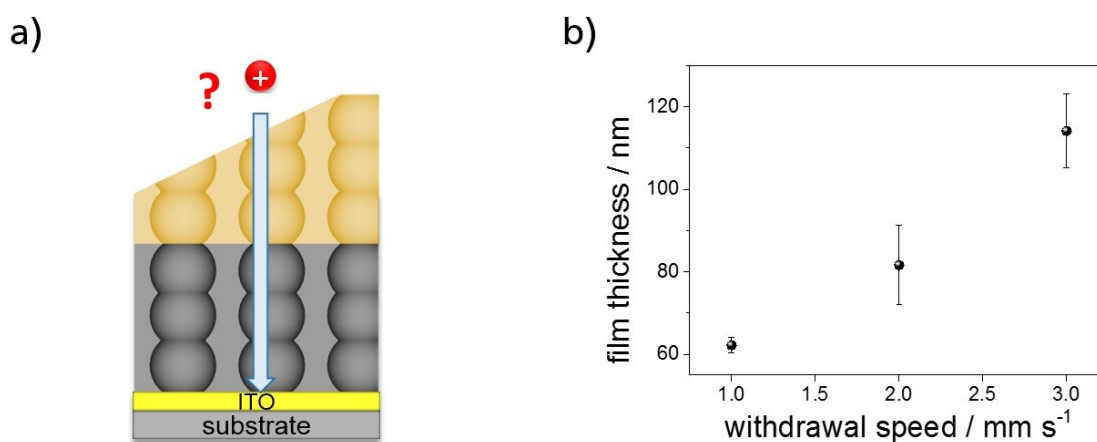 a)
? +
ITO
substrate
b)
film thickness / nm
120
100
80
60
1.0 1.5 2.0 2.5 3.0
withdrawal speed / mm s⁻¹